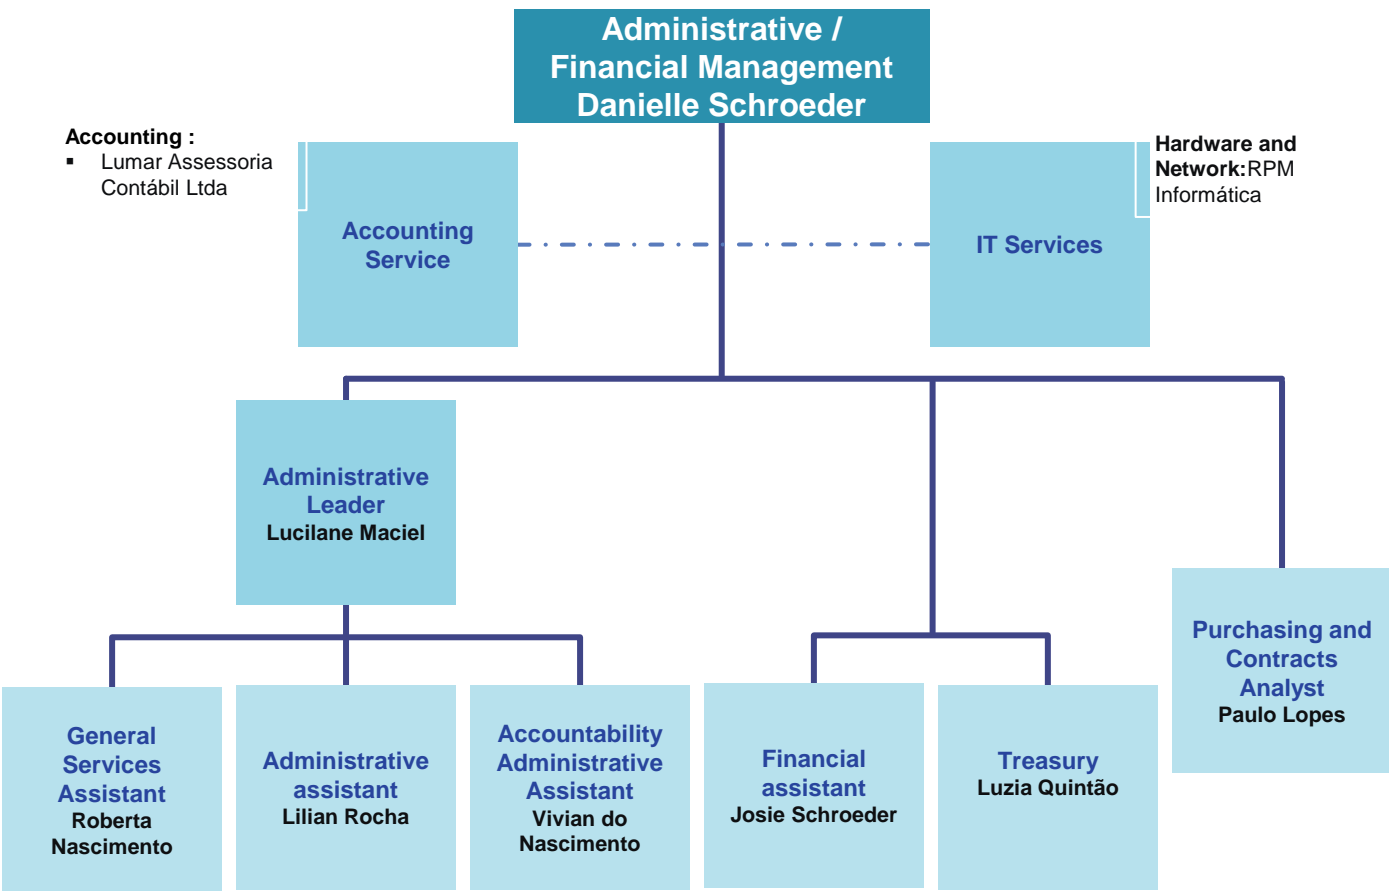 Administrative /
Financial Management
Danielle Schroeder
Accounting :
▪ Lumar Assessoria
Contábil Ltda
Hardware and
Network:RPM
Informática
Accounting
Service
IT Services
Administrative
Leader
Lucilane Maciel
Purchasing and
Contracts
Analyst
Paulo Lopes
General
Services
Assistant
Roberta
Nascimento
Administrative
assistant
Lilian Rocha
Accountability
Administrative
Assistant
Vivian do
Nascimento
Financial
assistant
Josie Schroeder
Treasury
Luzia Quintão